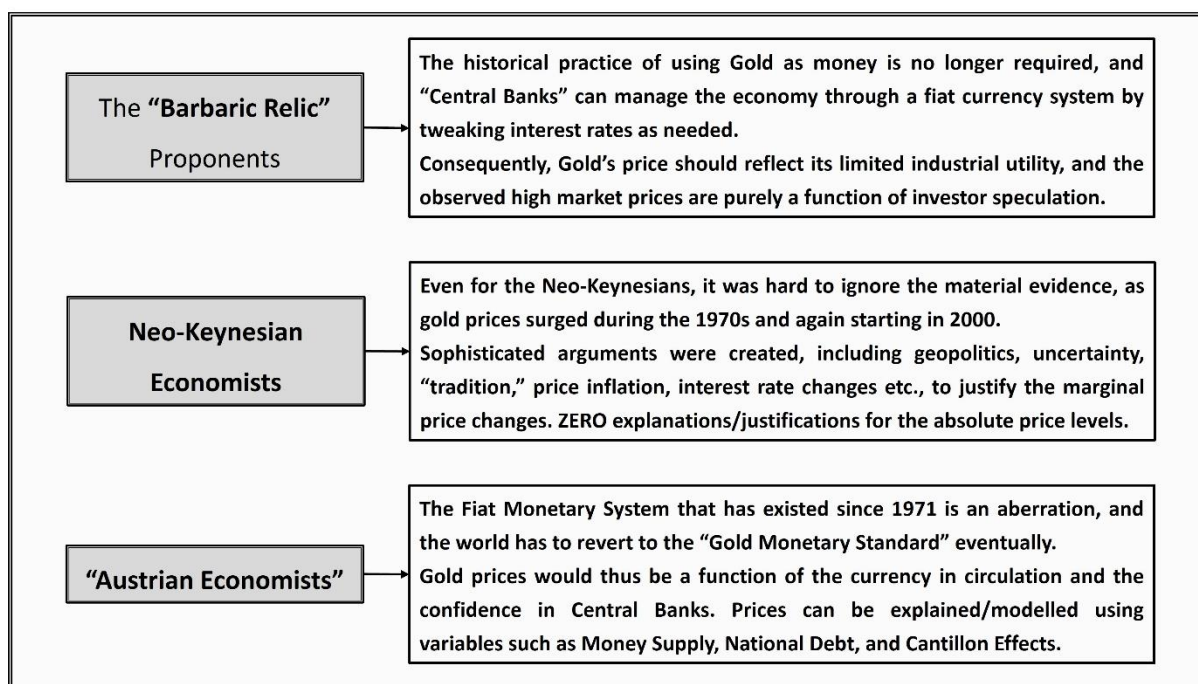 The “Barbaric Relic”
Proponents
The historical practice of using Gold as money is no longer required, and
“Central Banks” can manage the economy through a fiat currency system by
tweaking interest rates as needed.
Consequently, Gold’s price should reflect its limited industrial utility, and the
observed high market prices are purely a function of investor speculation.
Neo-Keynesian
Economists
Even for the Neo-Keynesians, it was hard to ignore the material evidence, as
gold prices surged during the 1970s and again starting in 2000.
Sophisticated arguments were created, including geopolitics, uncertainty,
“tradition,” price inflation, interest rate changes etc., to justify the marginal
price changes. ZERO explanations/justifications for the absolute price levels.
“Austrian Economists”
The Fiat Monetary System that has existed since 1971 is an aberration, and
the world has to revert to the “Gold Monetary Standard” eventually.
Gold prices would thus be a function of the currency in circulation and the
confidence in Central Banks. Prices can be explained/modelled using
variables such as Money Supply, National Debt, and Cantillon Effects.